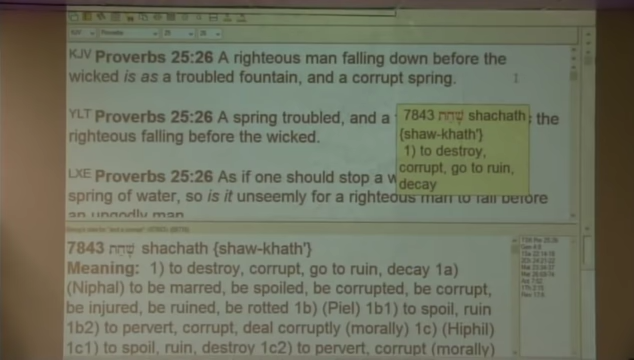 KJV Proverbs 25:26 A righteous man falling down before the
wicked is as a troubled fountain, and a corrupt spring.
YLT Proverbs 25:26 A spring troubled, and a
the
righteous falling before the wicked.
7843 שָׁחַת shachath
{shaw-khath'}
1) to destroy,
corrupt, go to ruin,
decay
LXE Proverbs 25:26 As if one should stop a w
spring of water, so is it unseemly for a righteous man to fall before
an ungodly man
7843 שָׁחַת shachath {shaw-khath'}
Meaning: 1) to destroy, corrupt, go to ruin, decay 1a)
(Niphal) to be marred, be spoiled, be corrupted, be corrupt,
be injured, be ruined, be rotted 1b) (Piel) 1b1) to spoil, ruin
1b2) to pervert, corrupt, deal corruptly (morally) 1c) (Hiphil)
1c1) to spoil, ruin, destroy 1c2) to pervert, corrupt (morally)